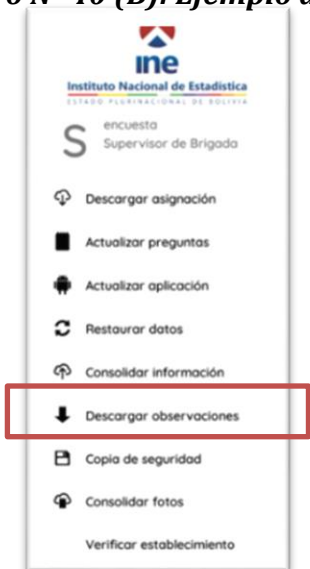 ine
Instituto Nacional de Estadística
ESTADO PLURINACIONAL DE BOLIVIA
S
encuesta
Supervisor de Brigada
Descargar asignación
Actualizar preguntas
Actualizar aplicación
Restaurar datos
Consolidar información
Descargar observaciones
Copia de seguridad
Consolidar fotos
Verificar establecimiento